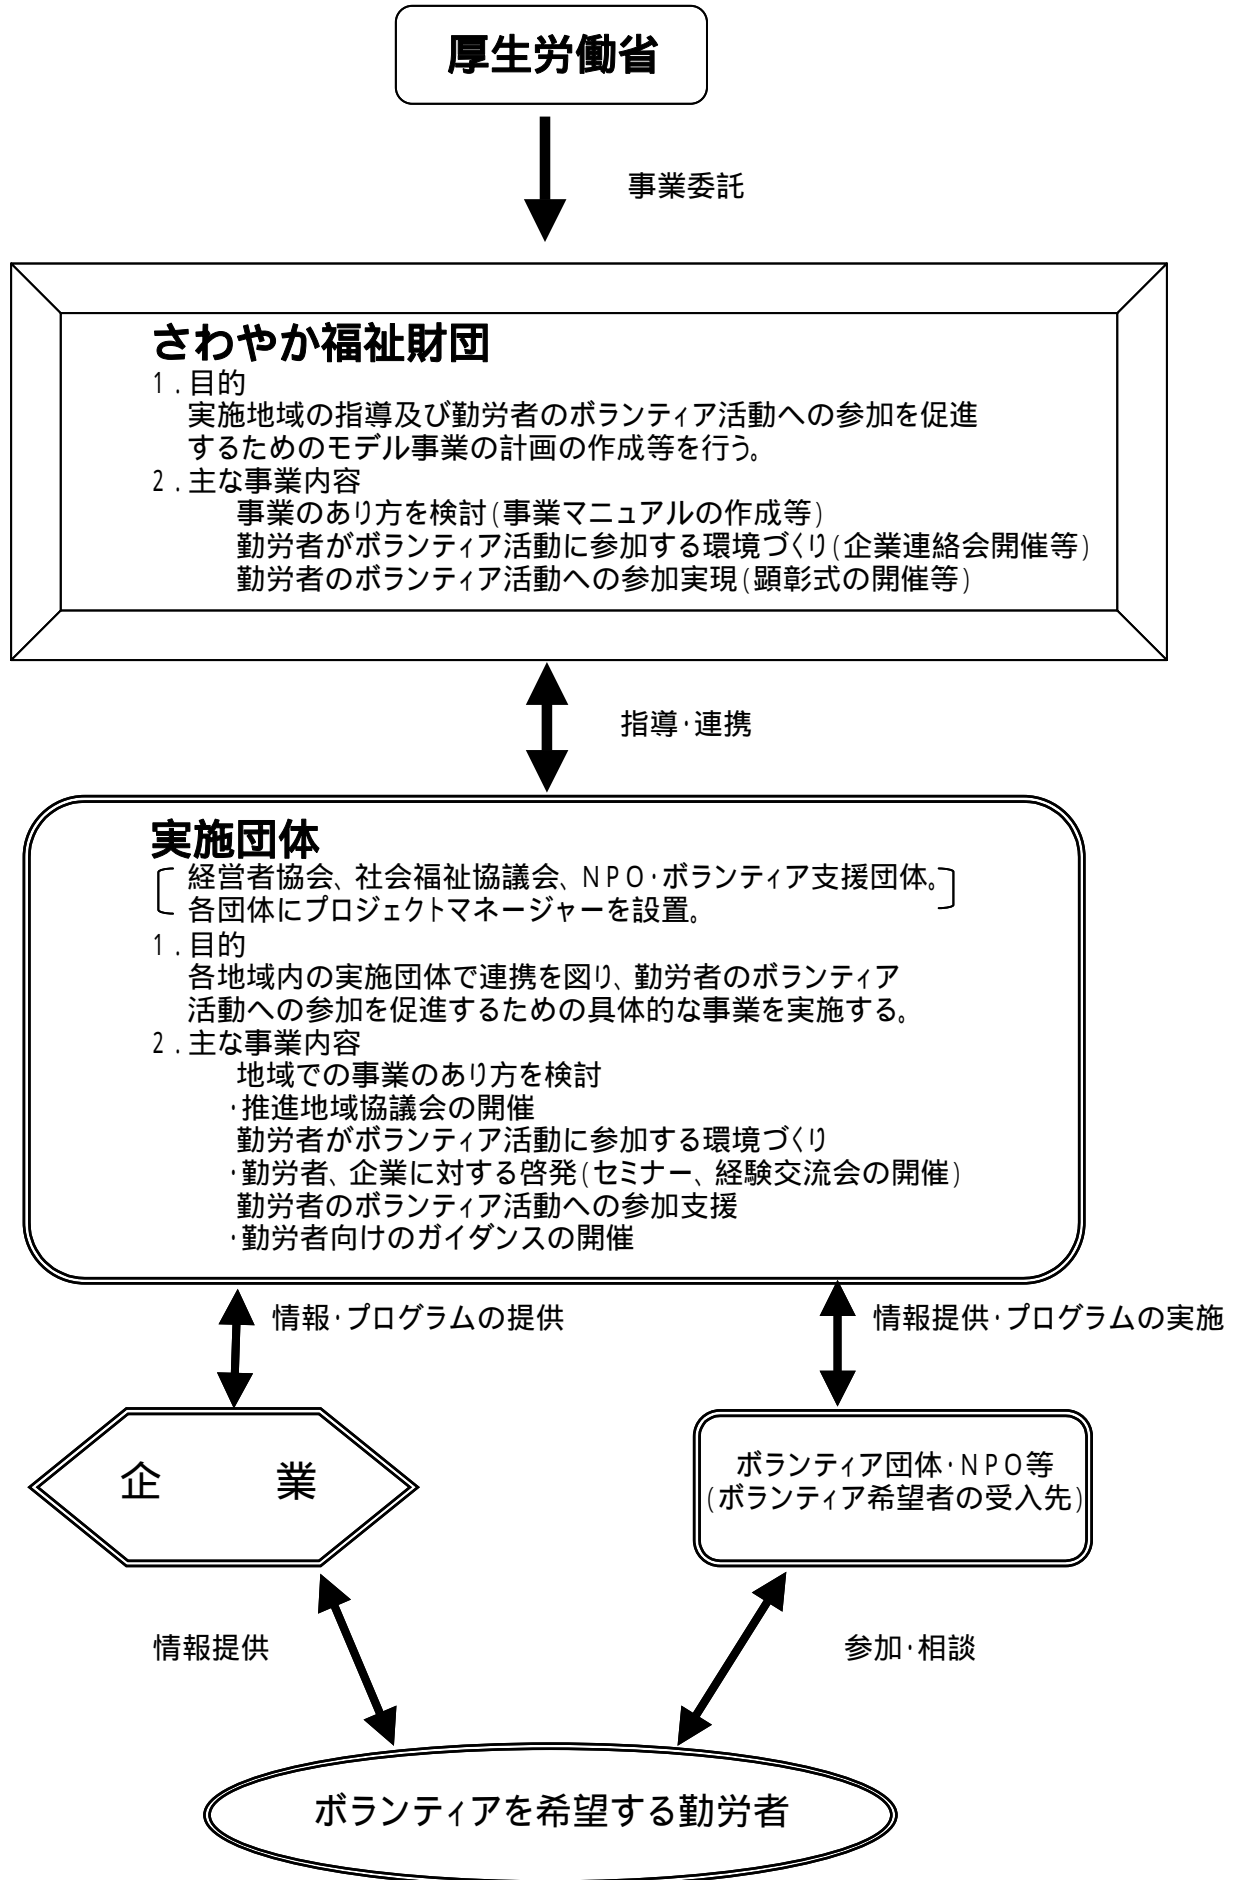 厚生労働省
事業委託
さわやか福祉財団
1.目的
実施地域の指導及び勤労者のボランティア活動への参加を促進
するためのモデル事業の計画の作成等を行う。
2.主な事業内容
事業のあり方を検討(事業マニュアルの作成等)
勤労者がボランティア活動に参加する環境づくり(企業連絡会開催等)
勤労者のボランティア活動への参加実現(顕彰式の開催等)
指導・連携
実施団体
経営者協会、社会福祉協議会、NPO・ボランティア支援団体。
各団体にプロジェクトマネージャーを設置。
1.目的
各地域内の実施団体で連携を図り、勤労者のボランティア
活動への参加を促進するための具体的な事業を実施する。
2.主な事業内容
地域での事業のあり方を検討
・推進地域協議会の開催
勤労者がボランティア活動に参加する環境づくり
・勤労者、企業に対する啓発(セミナー、経験交流会の開催)
勤労者のボランティア活動への参加支援
・勤労者向けのガイダンスの開催
情報・プログラムの提供
情報提供・プログラムの実施
企　業
ボランティア団体・NPO等
(ボランティア希望者の受入先)
情報提供
参加・相談
ボランティアを希望する勤労者